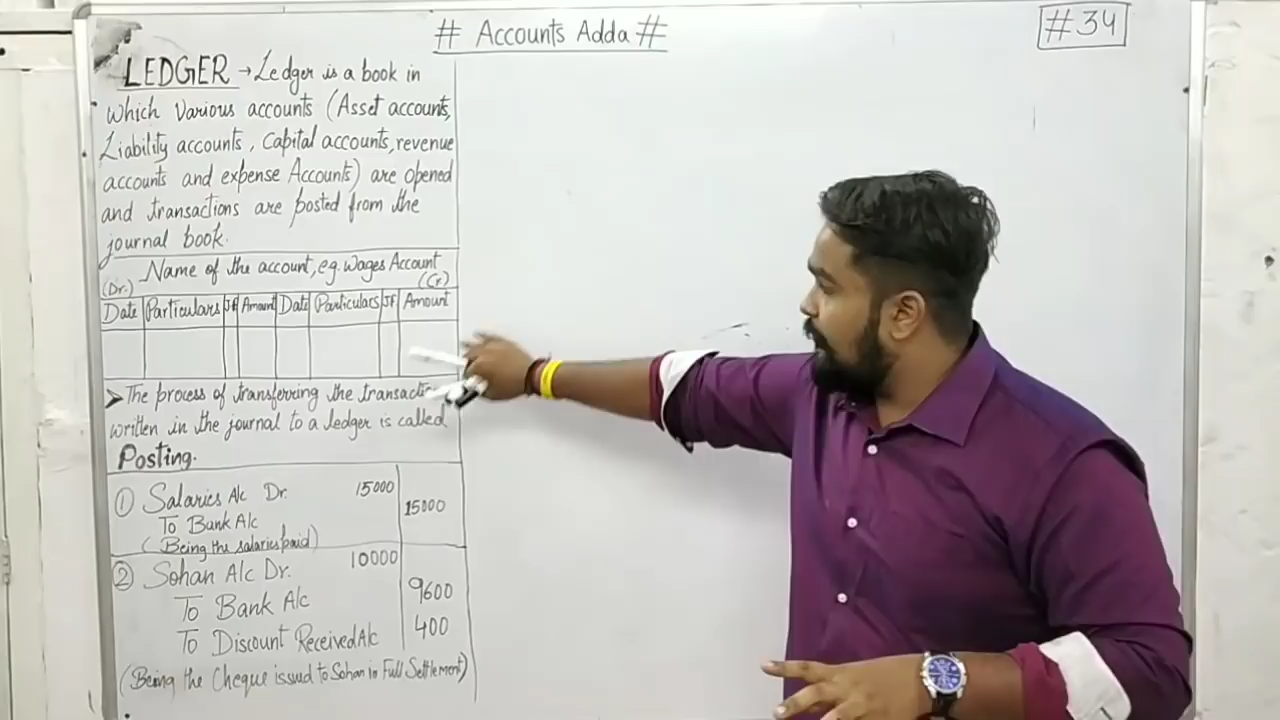 # Accounts Adda #
#34
LEDGER → Ledger is a book in
which various accounts (Asset accounts,
Liability accounts, Capital accounts, revenue
accounts and expense Accounts) are opened
and transactions are posted from the
journal book.
Name of the account, eg. Wages Account
(Dr.) (Cr)
Date Particulars JF Amount Date Particulars JF Amount
➤ The process of transferring the
written in the journal to a ledger is called
Posting.
① Salaries A/c Dr. 15000
To Bank A/c 15000
(Being the salaries paid)
② Sohan A/c Dr. 10000
To Bank A/c 9600
To Discount Received A/c 400
(Being the Cheque issued to Sohan in Full Settlement)